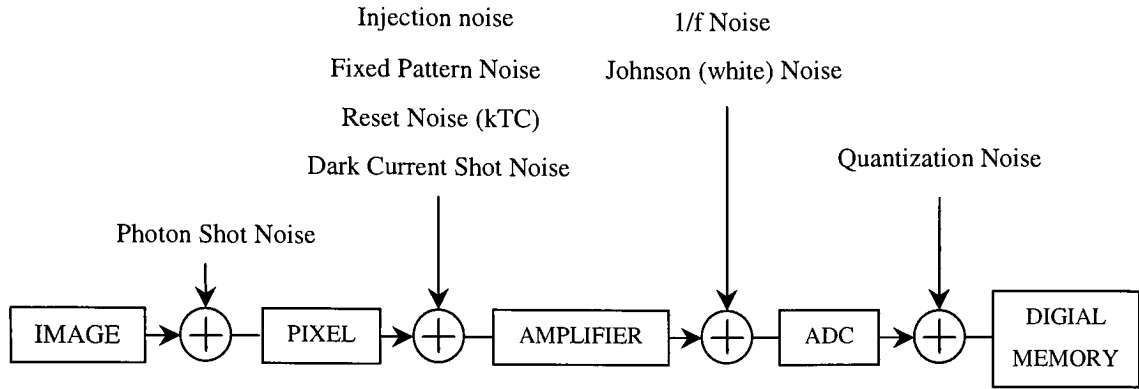 Injection noise
Fixed Pattern Noise
Reset Noise (kTC)
Dark Current Shot Noise
1/f Noise
Johnson (white) Noise
Quantization Noise
Photon Shot Noise
IMAGE
PIXEL
AMPLIFIER
ADC
DIGIAL
MEMORY